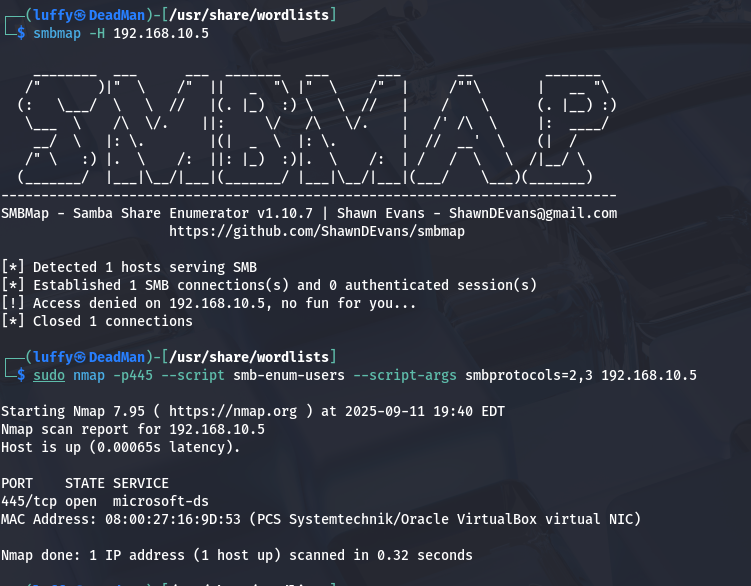 ┌──(luffy㉿DeadMan)-[/usr/share/wordlists]
└─$ smbmap -H 192.168.10.5
SMBMap - Samba Share Enumerator v1.10.7 | Shawn Evans - ShawnDEvans@gmail.com
https://github.com/ShawnDEvans/smbmap
[*] Detected 1 hosts serving SMB
[*] Established 1 SMB connections(s) and 0 authenticated session(s)
[!] Access denied on 192.168.10.5, no fun for you...
[*] Closed 1 connections
┌──(luffy㉿DeadMan)-[/usr/share/wordlists]
└─$ sudo nmap -p445 --script smb-enum-users --script-args smbprotocols=2,3 192.168.10.5
Starting Nmap 7.95 ( https://nmap.org ) at 2025-09-11 19:40 EDT
Nmap scan report for 192.168.10.5
Host is up (0.00065s latency).
PORT    STATE SERVICE
445/tcp open  microsoft-ds
MAC Address: 08:00:27:16:9D:53 (PCS Systemtechnik/Oracle VirtualBox virtual NIC)
Nmap done: 1 IP address (1 host up) scanned in 0.32 seconds